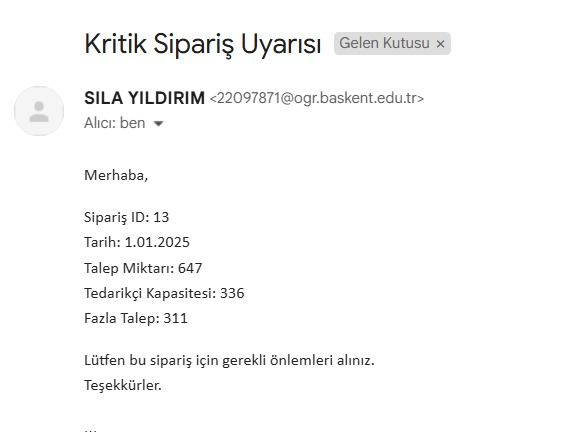 Kritik Sipariş Uyarısı Gelen Kutusu ×
SILA YILDIRIM <22097871@ogr.baskent.edu.tr>
Alıcı: ben
Merhaba,
Sipariş ID: 13
Tarih: 1.01.2025
Talep Miktarı: 647
Tedarikçi Kapasitesi: 336
Fazla Talep: 311
Lütfen bu sipariş için gerekli önlemleri alınız.
Teşekkürler.
...